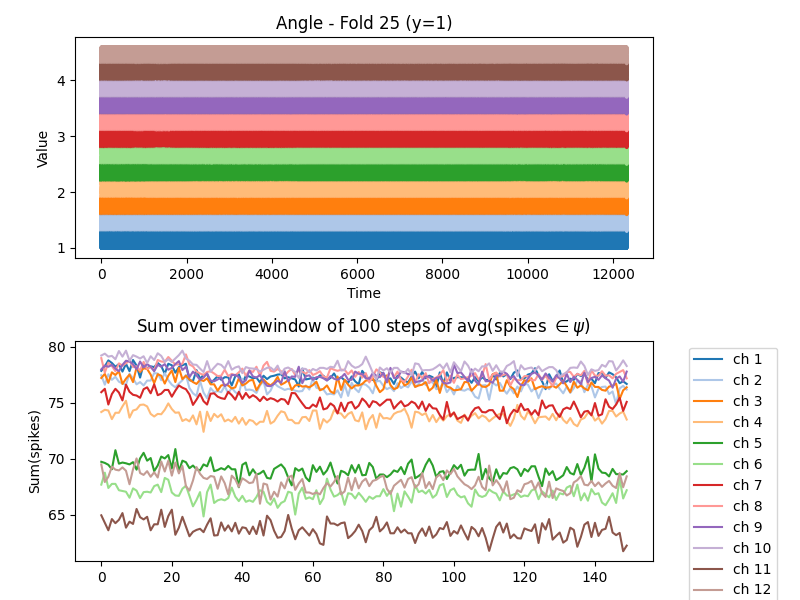 Angle - Fold 25 (y=1)
Value
4
3
2
1
0
2000
4000
6000
8000
10000
12000
Time
Sum over timewindow of 100 steps of avg(spikes ∈ψ)
Sum(spikes)
80
75
70
65
0
20
40
60
80
100
120
140
ch 1
ch 2
ch 3
ch 4
ch 5
ch 6
ch 7
ch 8
ch 9
ch 10
ch 11
ch 12